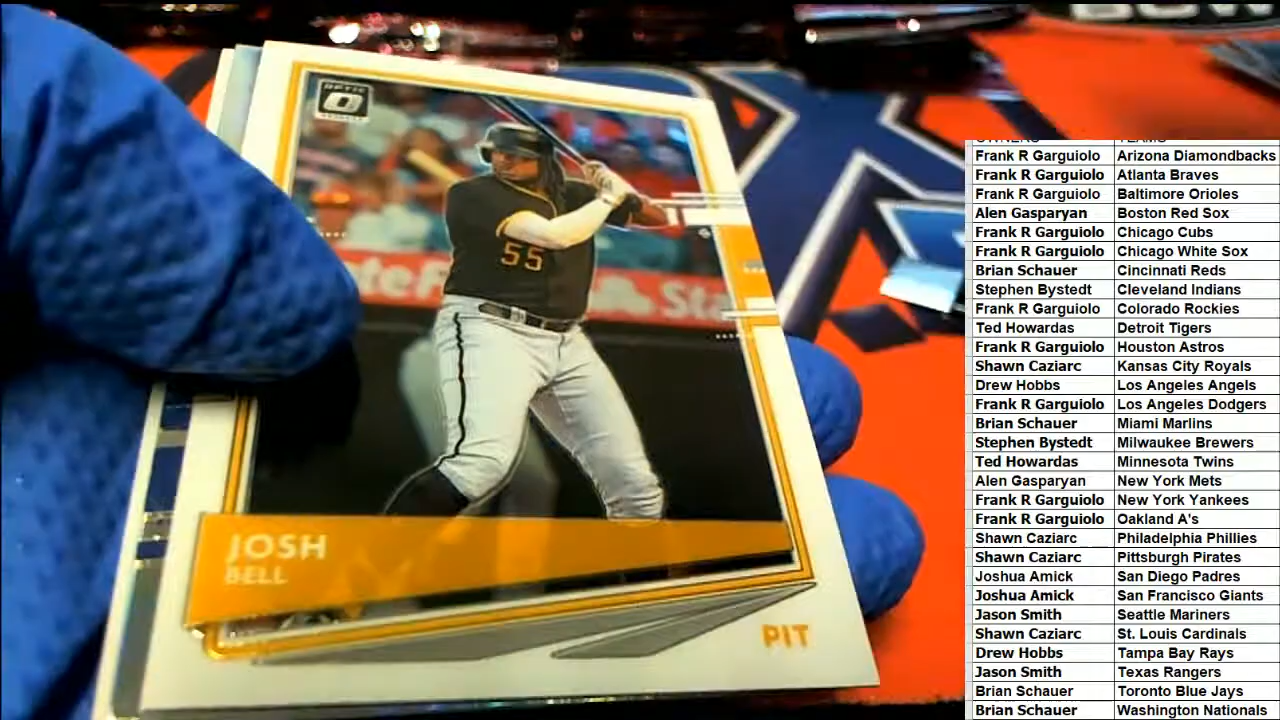 OPTIC
55
JOSH
BELL
PIT
OWNERS TEAMS
Frank R Garguiolo Arizona Diamondbacks
Frank R Garguiolo Atlanta Braves
Frank R Garguiolo Baltimore Orioles
Alen Gasparyan Boston Red Sox
Frank R Garguiolo Chicago Cubs
Frank R Garguiolo Chicago White Sox
Brian Schauer Cincinnati Reds
Stephen Bystedt Cleveland Indians
Frank R Garguiolo Colorado Rockies
Ted Howardas Detroit Tigers
Frank R Garguiolo Houston Astros
Shawn Caziarc Kansas City Royals
Drew Hobbs Los Angeles Angels
Frank R Garguiolo Los Angeles Dodgers
Brian Schauer Miami Marlins
Stephen Bystedt Milwaukee Brewers
Ted Howardas Minnesota Twins
Alen Gasparyan New York Mets
Frank R Garguiolo New York Yankees
Frank R Garguiolo Oakland A's
Shawn Caziarc Philadelphia Phillies
Shawn Caziarc Pittsburgh Pirates
Joshua Amick San Diego Padres
Joshua Amick San Francisco Giants
Jason Smith Seattle Mariners
Shawn Caziarc St. Louis Cardinals
Drew Hobbs Tampa Bay Rays
Jason Smith Texas Rangers
Brian Schauer Toronto Blue Jays
Brian Schauer Washington Nationals